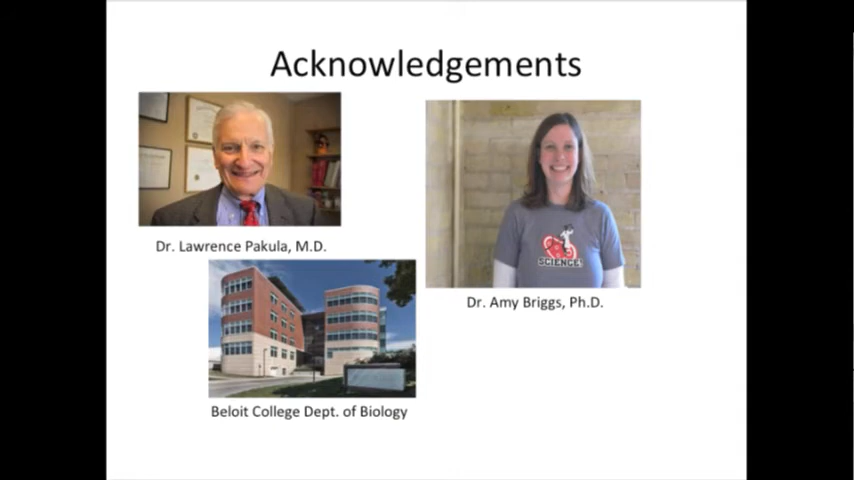 Acknowledgements
Dr. Lawrence Pakula, M.D.
SCIENCE!
Dr. Amy Briggs, Ph.D.
Beloit College Dept. of Biology